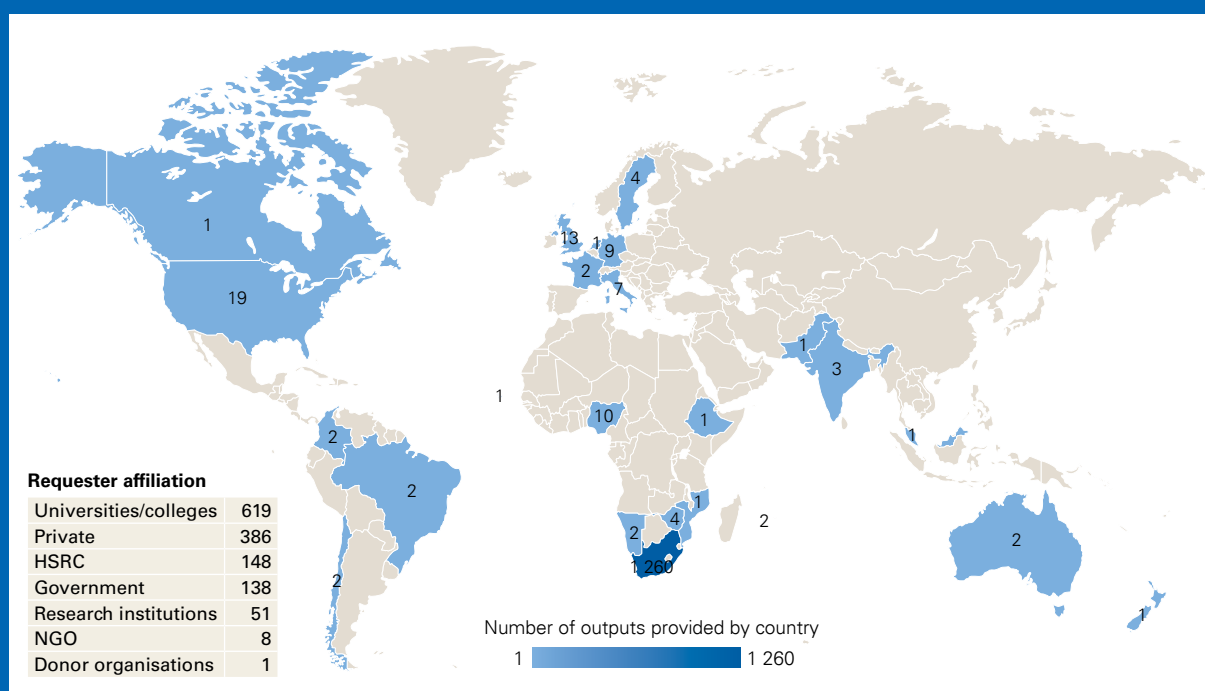 1
19
4
13
1
9
2
7
1
3
1
10
1
1
2
2
2
1
4
2
1 260
2
2
1
Requester affiliation
Universities/colleges 619
Private 386
HSRC 148
Government 138
Research institutions 51
NGO 8
Donor organisations 1
Number of outputs provided by country
1 1 260